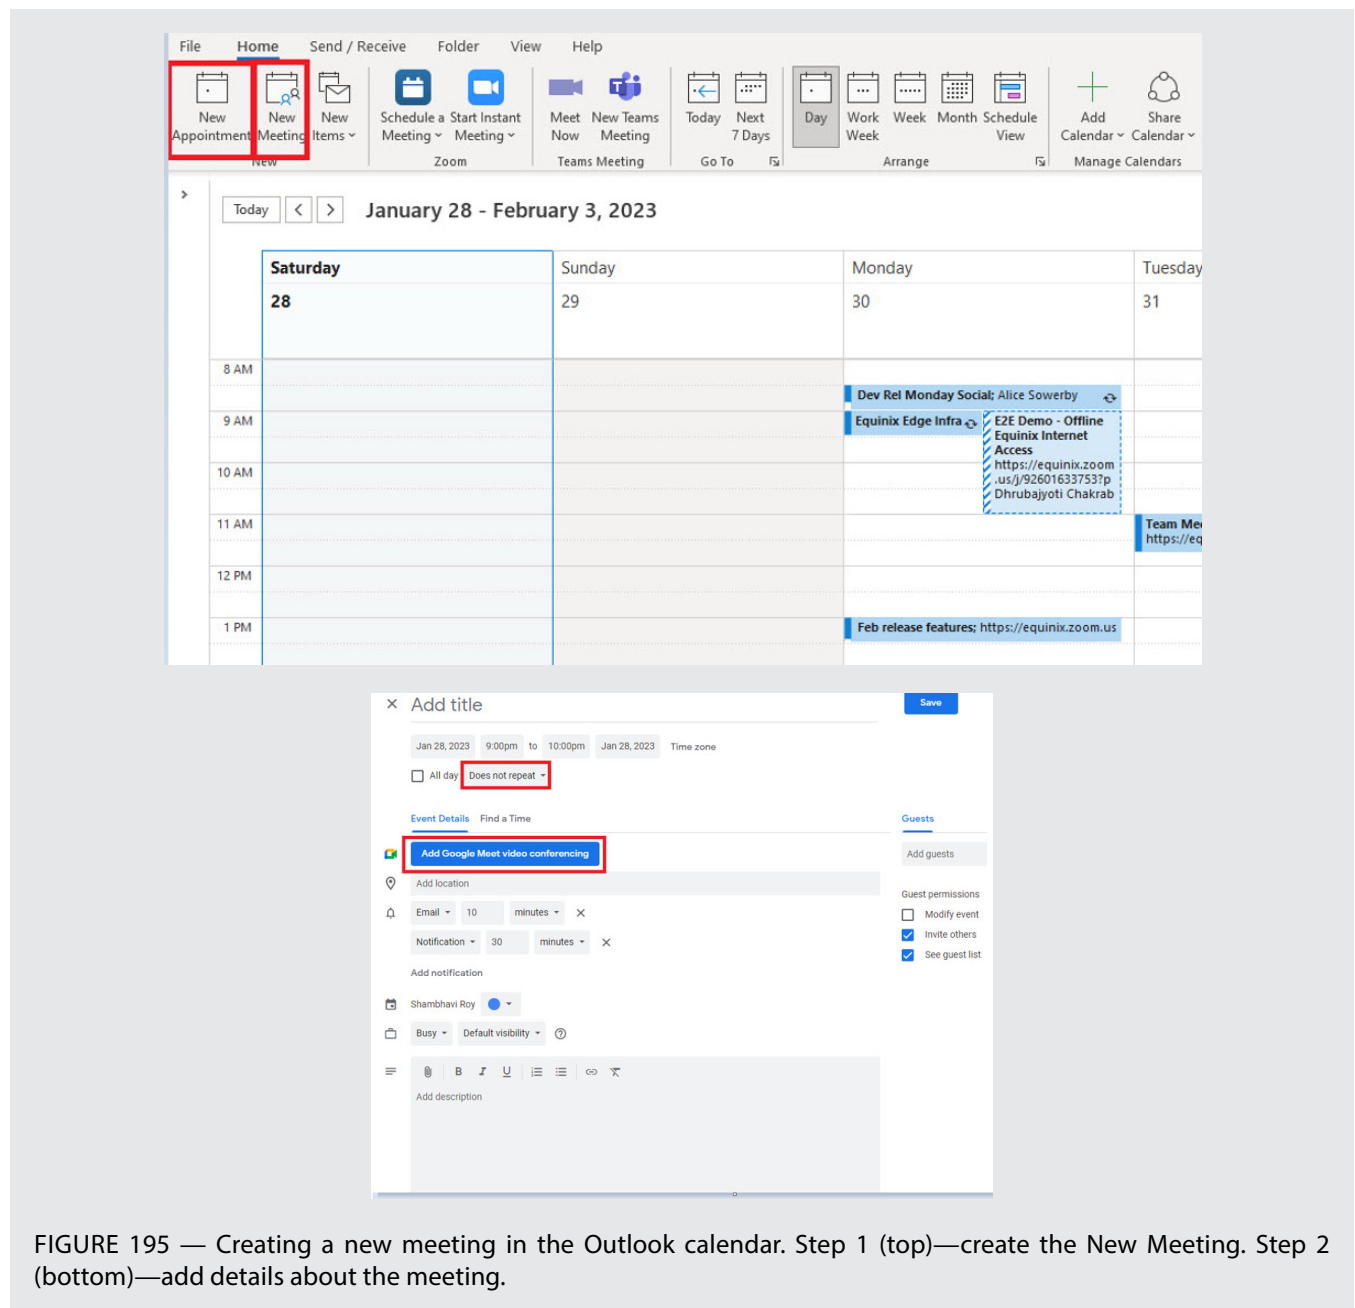 File Home Send / Receive Folder View Help
New Appointment New Meeting New Items Schedule a Meeting Start Instant Meeting Meet Now New Teams Meeting Today Next 7 Days Day Work Week Week Month Schedule View Add Calendar Share Calendar
New Zoom Teams Meeting Go To Arrange Manage Calendars
Today January 28 - February 3, 2023
Saturday Sunday Monday Tuesday
28 29 30 31
8 AM
Dev Rel Monday Social; Alice Sowerby
9 AM
Equinix Edge Infra
E2E Demo - Offline
Equinix Internet
Access
https://equinix.zoom
.us/j/92601633753?p
Dhrubajyoti Chakrab
10 AM
11 AM
Team Mee
https://eq
12 PM
1 PM
Feb release features; https://equinix.zoom.us
Add title Save
Jan 28, 2023 9:00pm to 10:00pm Jan 28, 2023 Time zone
All day Does not repeat
Event Details Find a Time Guests
Add Google Meet video conferencing Add guests
Add location
Guest permissions
Email 10 minutes Modify event
Invite others
Notification 30 minutes
See guest list
Add notification
Shambhavi Roy
Busy Default visibility
B I U
Add description
FIGURE 195 — Creating a new meeting in the Outlook calendar. Step 1 (top)—create the New Meeting. Step 2
(bottom)—add details about the meeting.